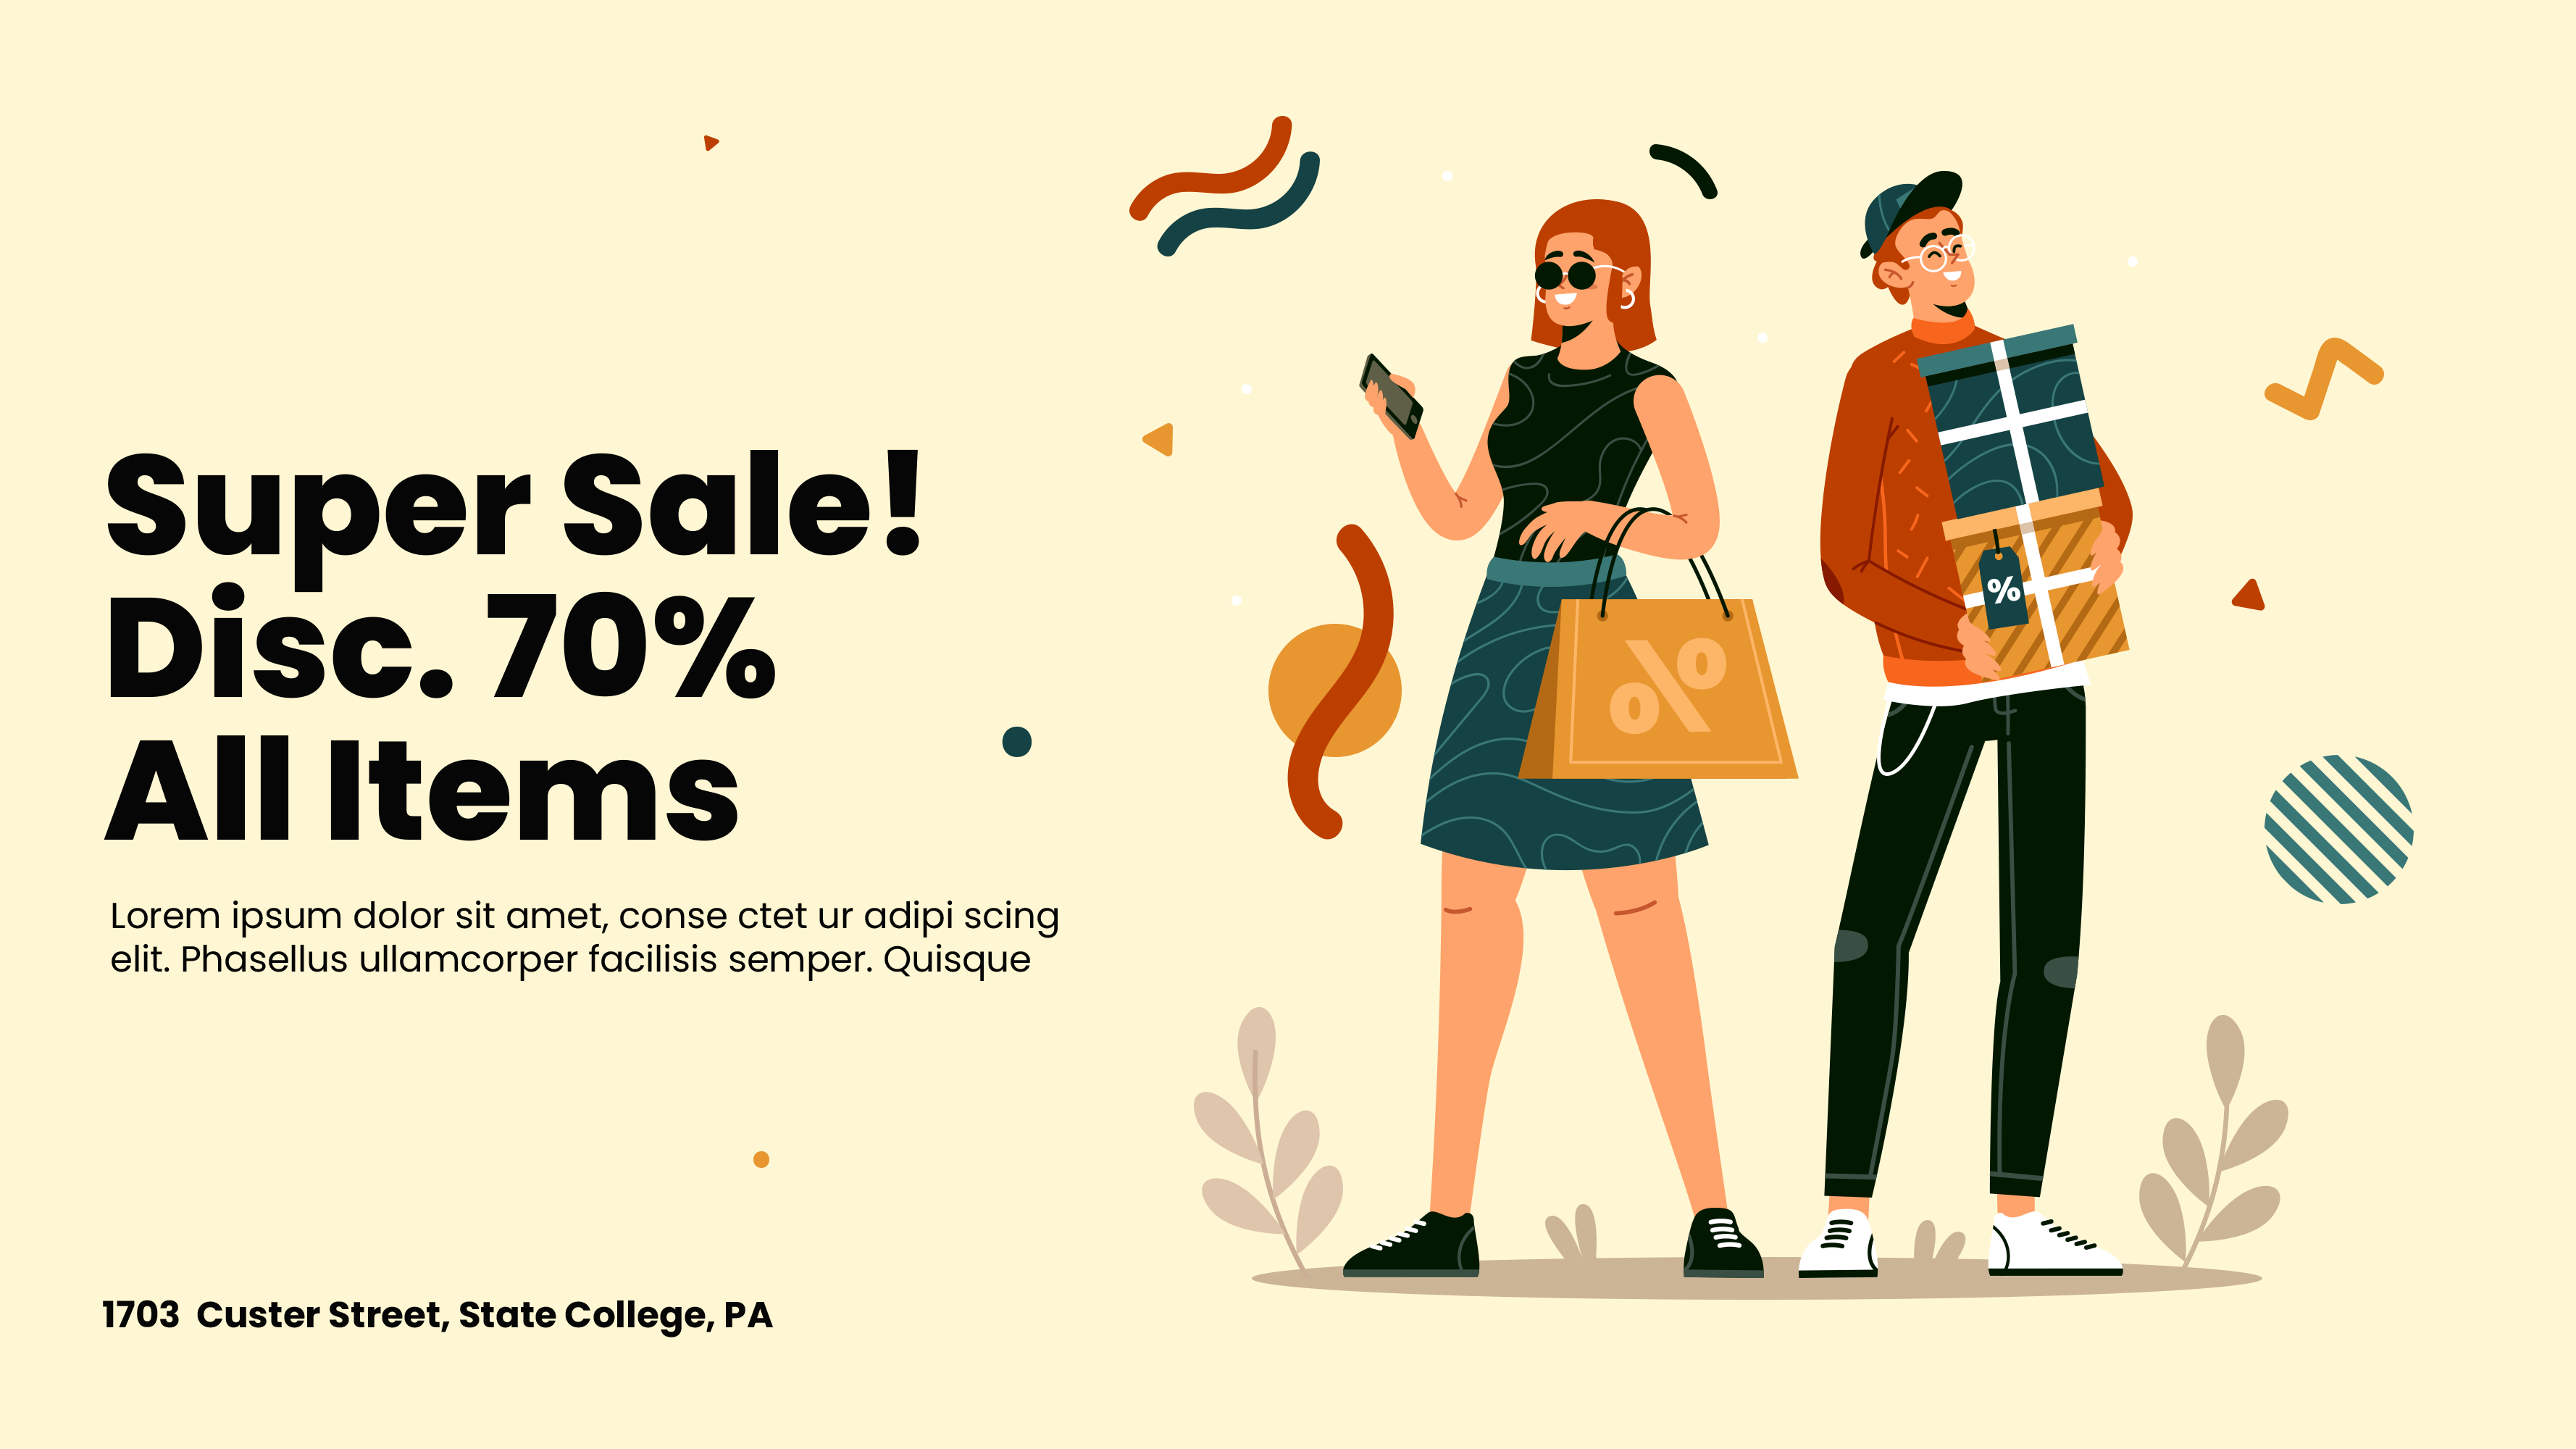 Super Sale!
Disc. 70%
All Items
Lorem ipsum dolor sit amet, conse ctet ur adipi scing
elit. Phasellus ullamcorper facilisis semper. Quisque
1703 Custer Street, State College, PA
%
%